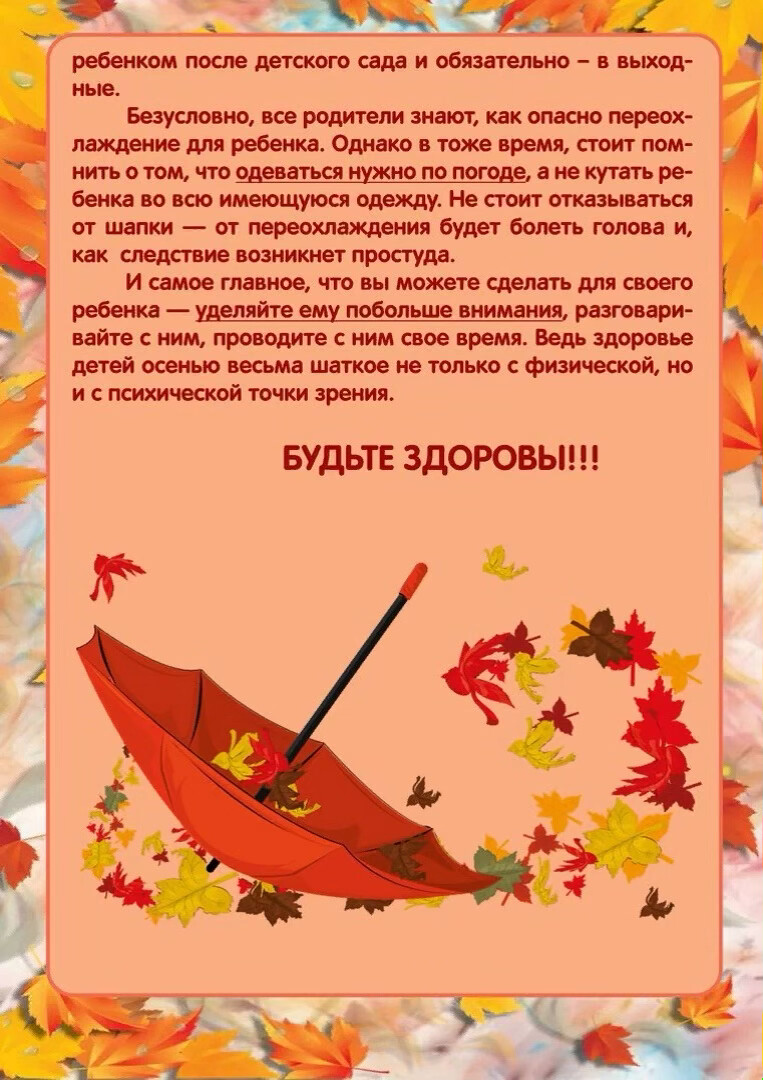 ребенком после детского сада и обязательно – в выход-
ные.
Безусловно, все родители знают, как опасно переох-
лаждение для ребенка. Однако в тоже время, стоит пом-
нить о том, что одеваться нужно по погоде, а не кутать ре-
бенка во всю имеющуюся одежду. Не стоит отказываться
от шапки — от переохлаждения будет болеть голова и,
как следствие возникнет простуда.
И самое главное, что вы можете сделать для своего
ребенка — уделяйте ему побольше внимания, разговари-
вайте с ним, проводите с ним свое время. Ведь здоровье
детей осенью весьма шаткое не только с физической, но
и с психической точки зрения.
БУДЬТЕ ЗДОРОВЫ!!!